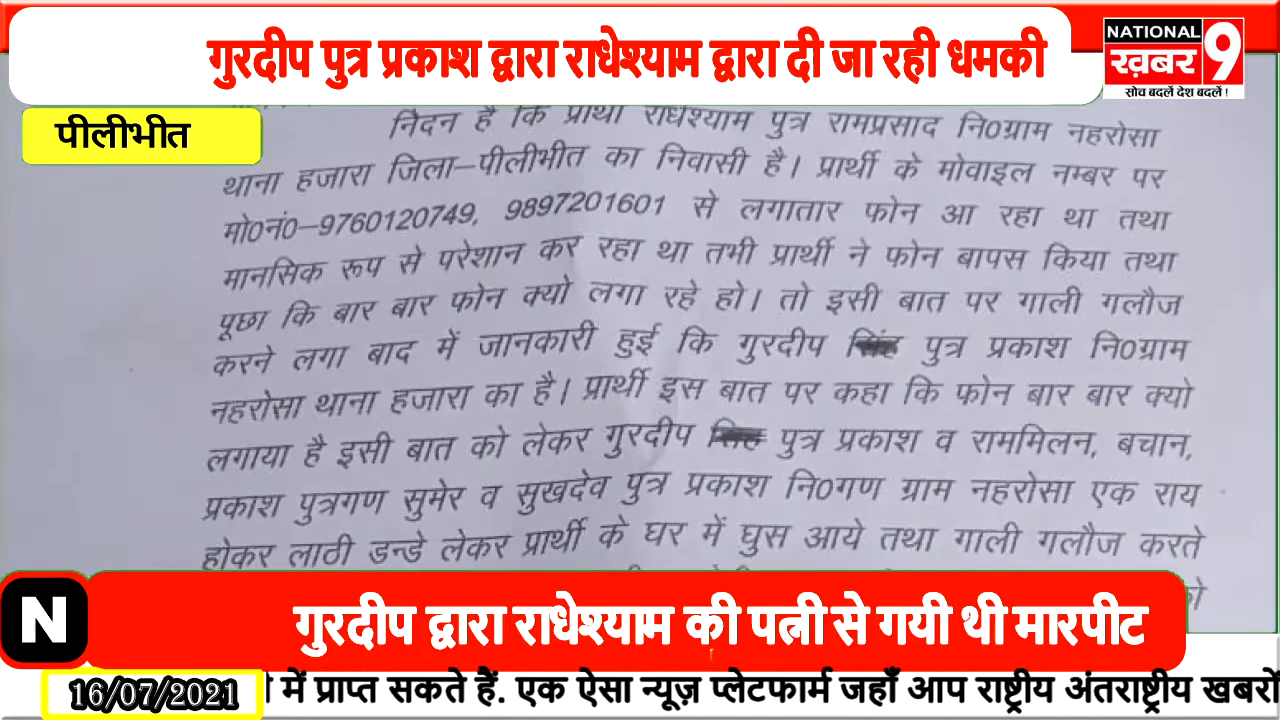 गुरदीप पुत्र प्रकाश द्वारा राधेश्याम द्वारा दी जा रही धमकी
NATIONAL
ख़बर 9
सोच बदलें देश बदलें !
पीलीभीत
निदन है कि प्रार्थी राधेश्याम पुत्र रामप्रसाद नि0ग्राम नहरोसा
थाना हजारा जिला–पीलीभीत का निवासी है। प्रार्थी के मोवाइल नम्बर पर
मो0नं0–9760120749, 9897201601 से लगातार फोन आ रहा था तथा
मानसिक रूप से परेशान कर रहा था तभी प्रार्थी ने फोन बापस किया तथा
पूछा कि बार बार फोन क्यो लगा रहे हो। तो इसी बात पर गाली गलौज
करने लगा बाद में जानकारी हुई कि गुरदीप सिंह पुत्र प्रकाश नि0ग्राम
नहरोसा थाना हजारा का है। प्रार्थी इस बात पर कहा कि फोन बार बार क्यो
लगाया है इसी बात को लेकर गुरदीप सिंह पुत्र प्रकाश व राममिलन, बचान,
प्रकाश पुत्रगण सुमेर व सुखदेव पुत्र प्रकाश नि0गण ग्राम नहरोसा एक राय
होकर लाठी डन्डे लेकर प्रार्थी के घर में घुस आये तथा गाली गलौज करते
N
गुरदीप द्वारा राधेश्याम की पत्नी से गयी थी मारपीट
16/07/2021
में प्राप्त सकते हैं. एक ऐसा न्यूज़ प्लेटफार्म जहाँ आप राष्ट्रीय अंतराष्ट्रीय खबरों